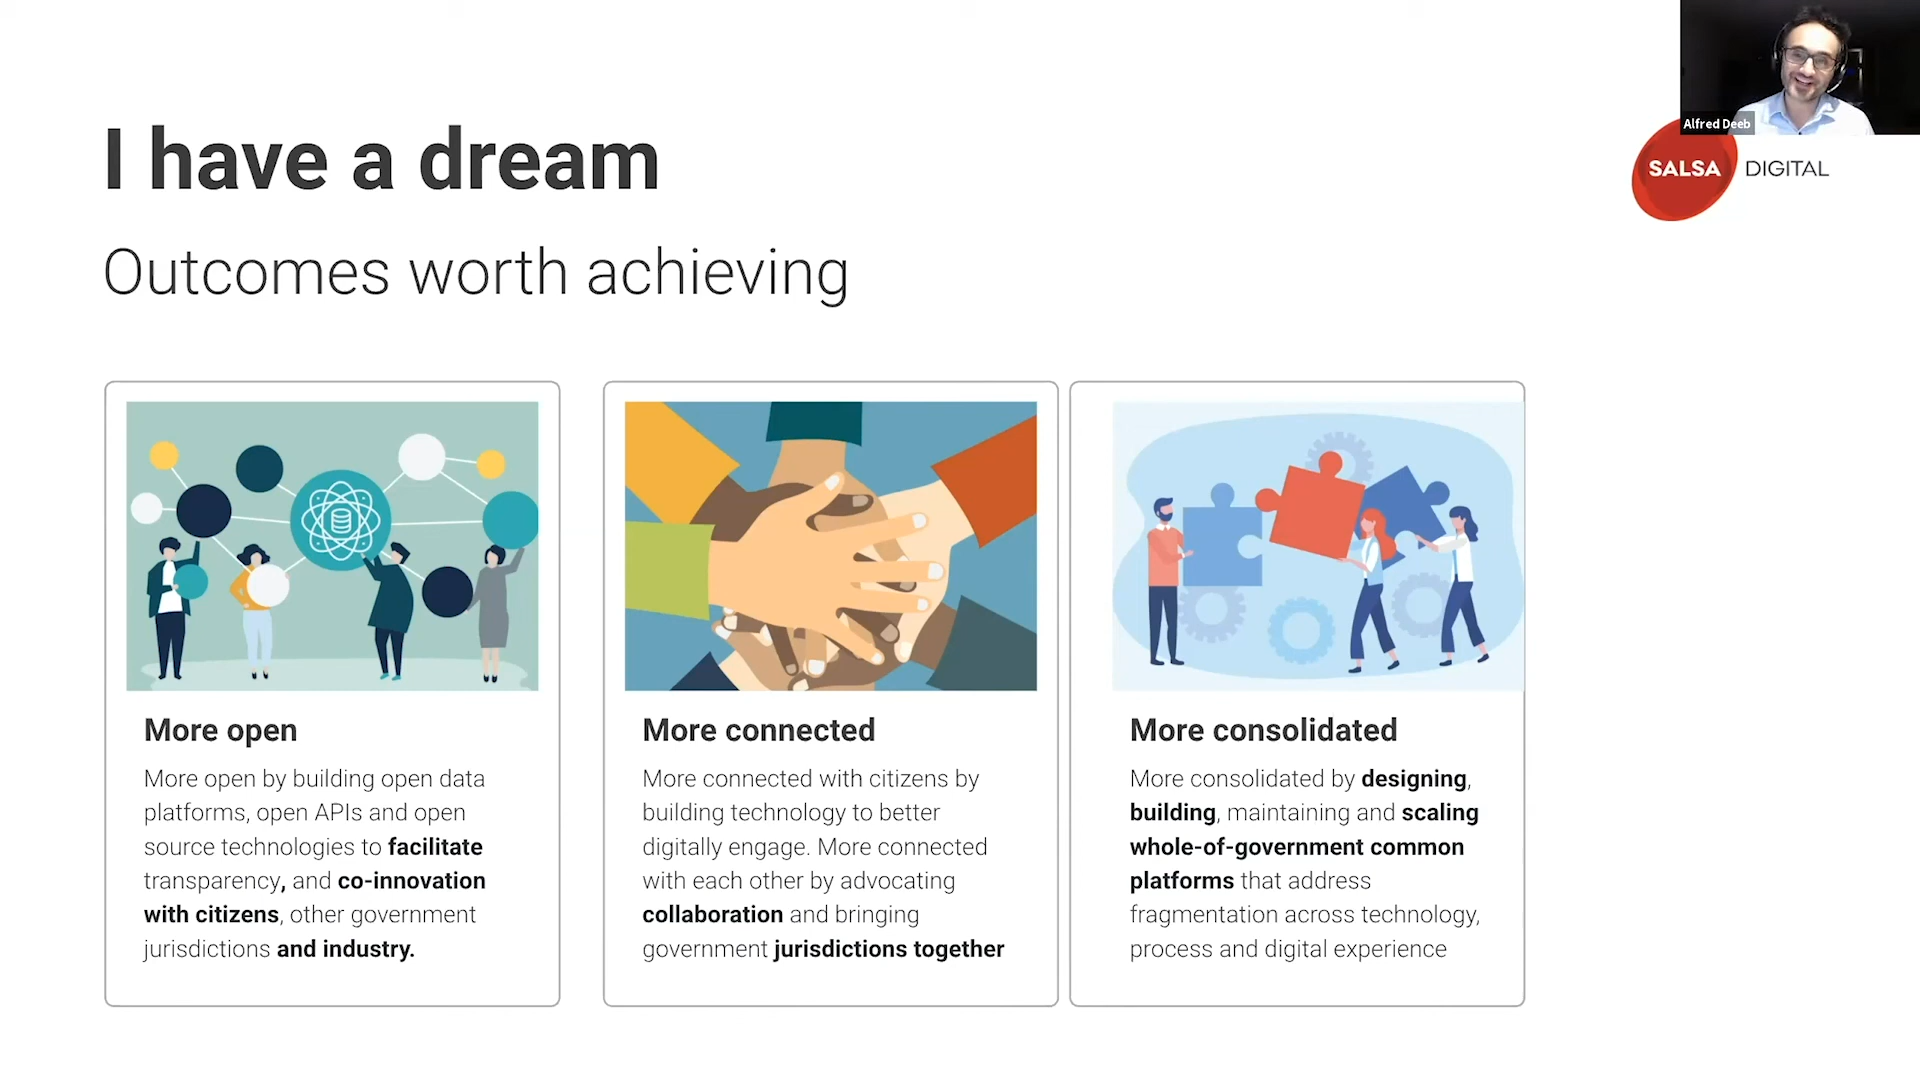 Alfred Deeb
SALSA DIGITAL
I have a dream
Outcomes worth achieving
More open
More open by building open data
platforms, open APIs and open
source technologies to facilitate
transparency, and co-innovation
with citizens, other government
jurisdictions and industry.
More connected
More connected with citizens by
building technology to better
digitally engage. More connected
with each other by advocating
collaboration and bringing
government jurisdictions together
More consolidated
More consolidated by designing,
building, maintaining and scaling
whole-of-government common
platforms that address
fragmentation across technology,
process and digital experience